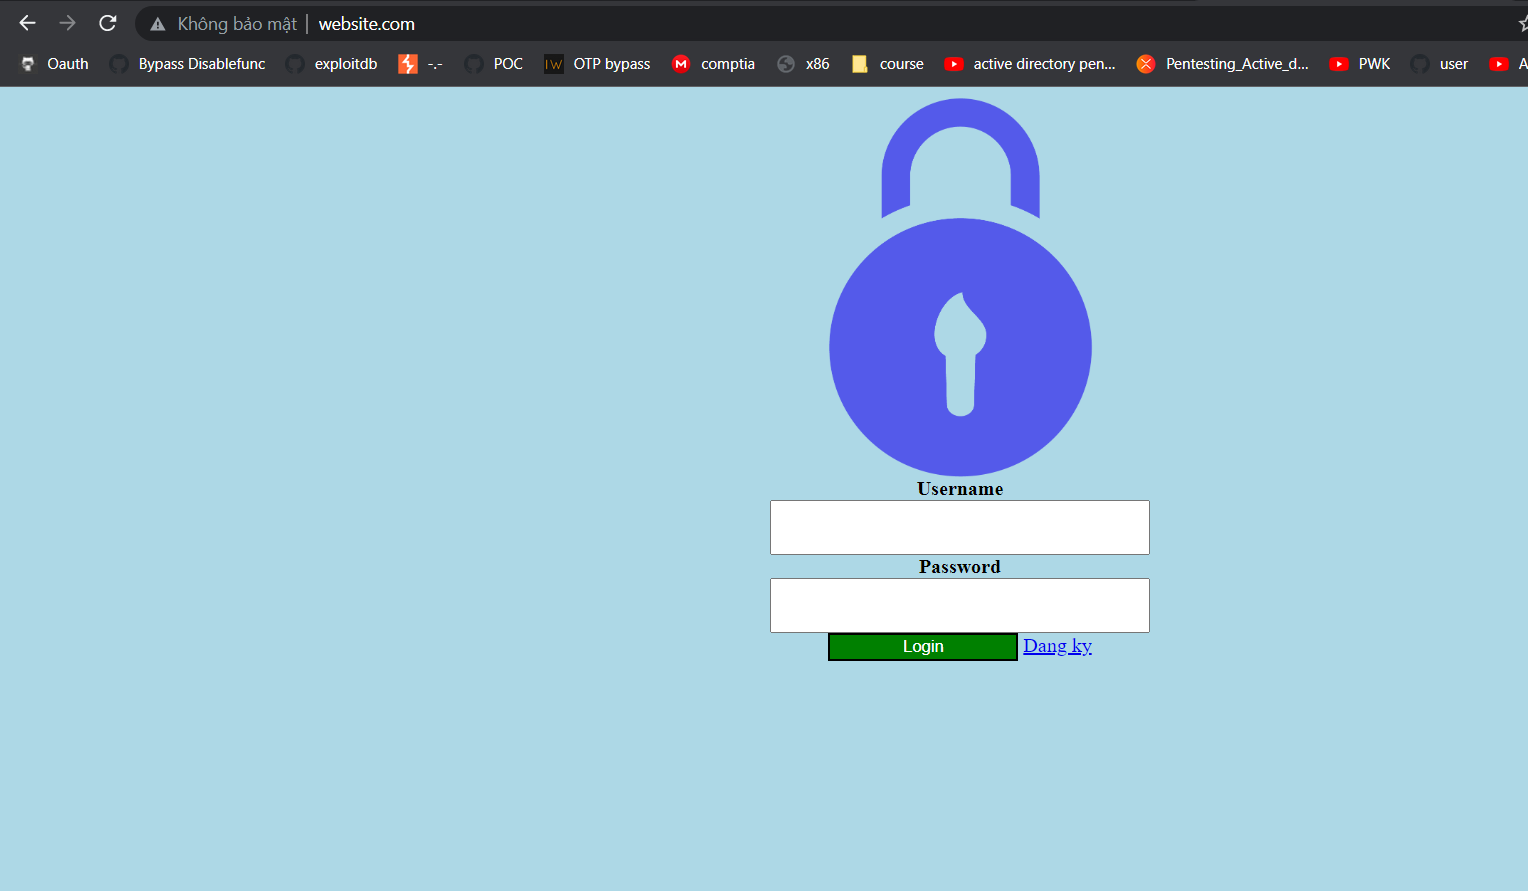 Không bảo mật | website.com
Oauth Bypass Disablefunc exploitdb -.- POC OTP bypass comptia x86 course active directory pen... Pentesting_Active_d... PWK user A
Username
Password
Login Dang ky